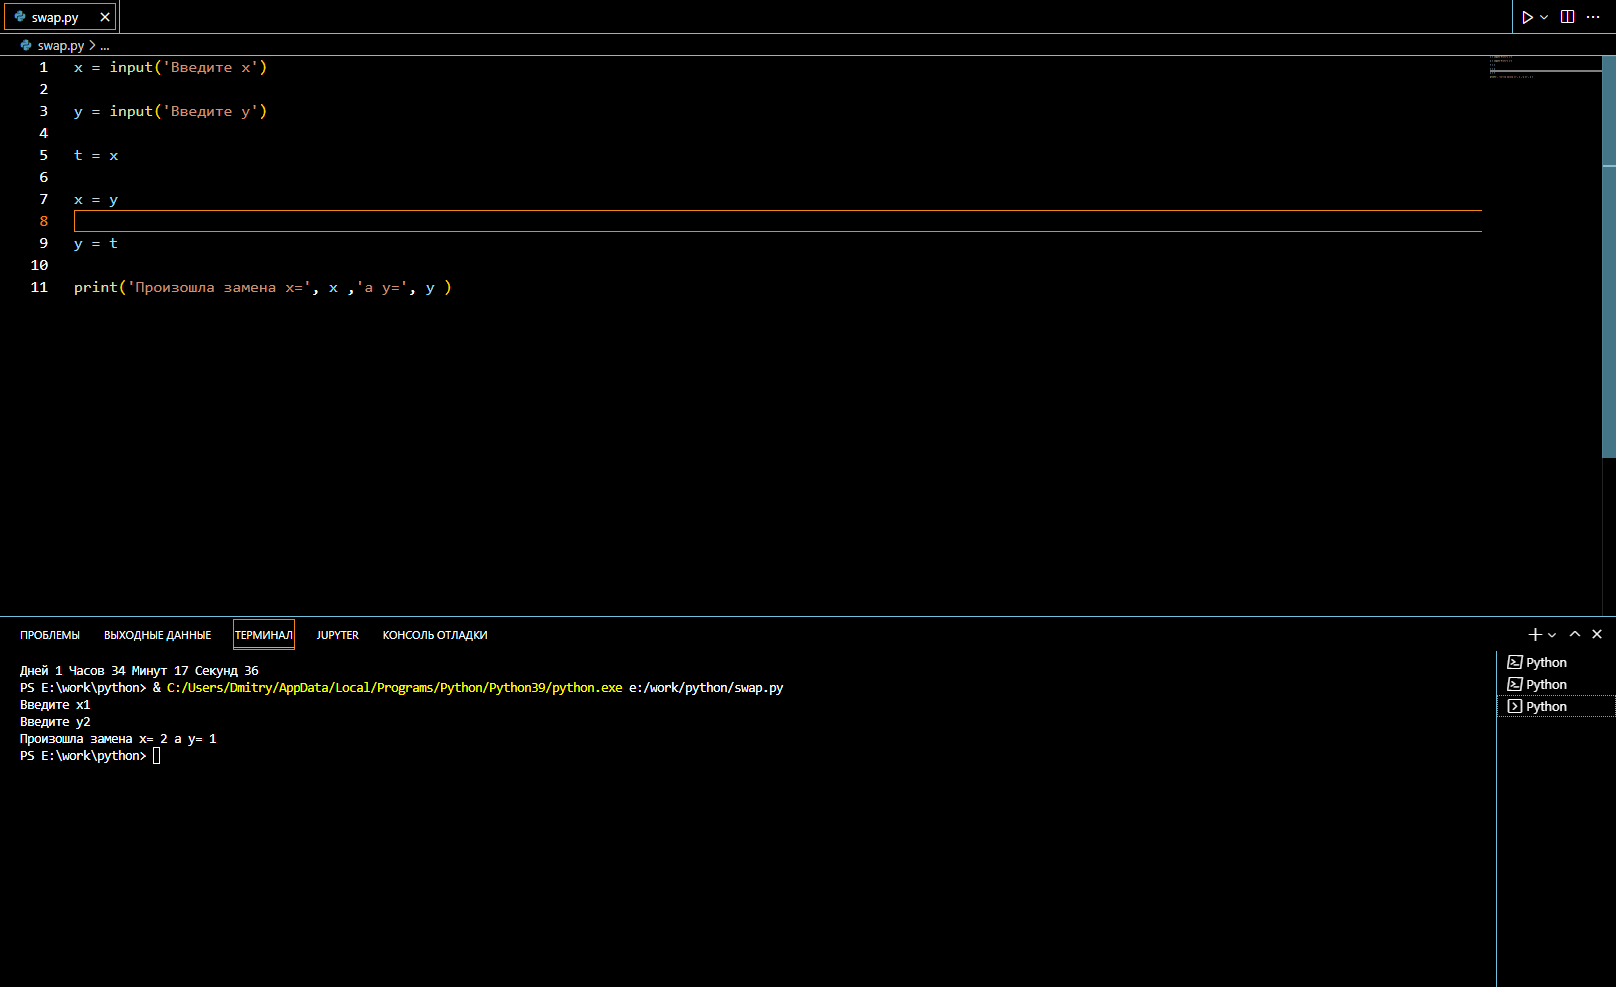 swap.py
swap.py > ...
1 x = input('Введите x')
2
3 y = input('Введите y')
4
5 t = x
6
7 x = y
8
9 y = t
10
11 print('Произошла замена x=', x ,'а y=', y )
ПРОБЛЕМЫ ВЫХОДНЫЕ ДАННЫЕ ТЕРМИНАЛ JUPYTER КОНСОЛЬ ОТЛАДКИ
Дней 1 Часов 34 Минут 17 Секунд 36
PS E:\work\python> & C:/Users/Dmitry/AppData/Local/Programs/Python/Python39/python.exe e:/work/python/swap.py
Введите x1
Введите y2
Произошла замена x= 2 а y= 1
PS E:\work\python>
Python
Python
Python